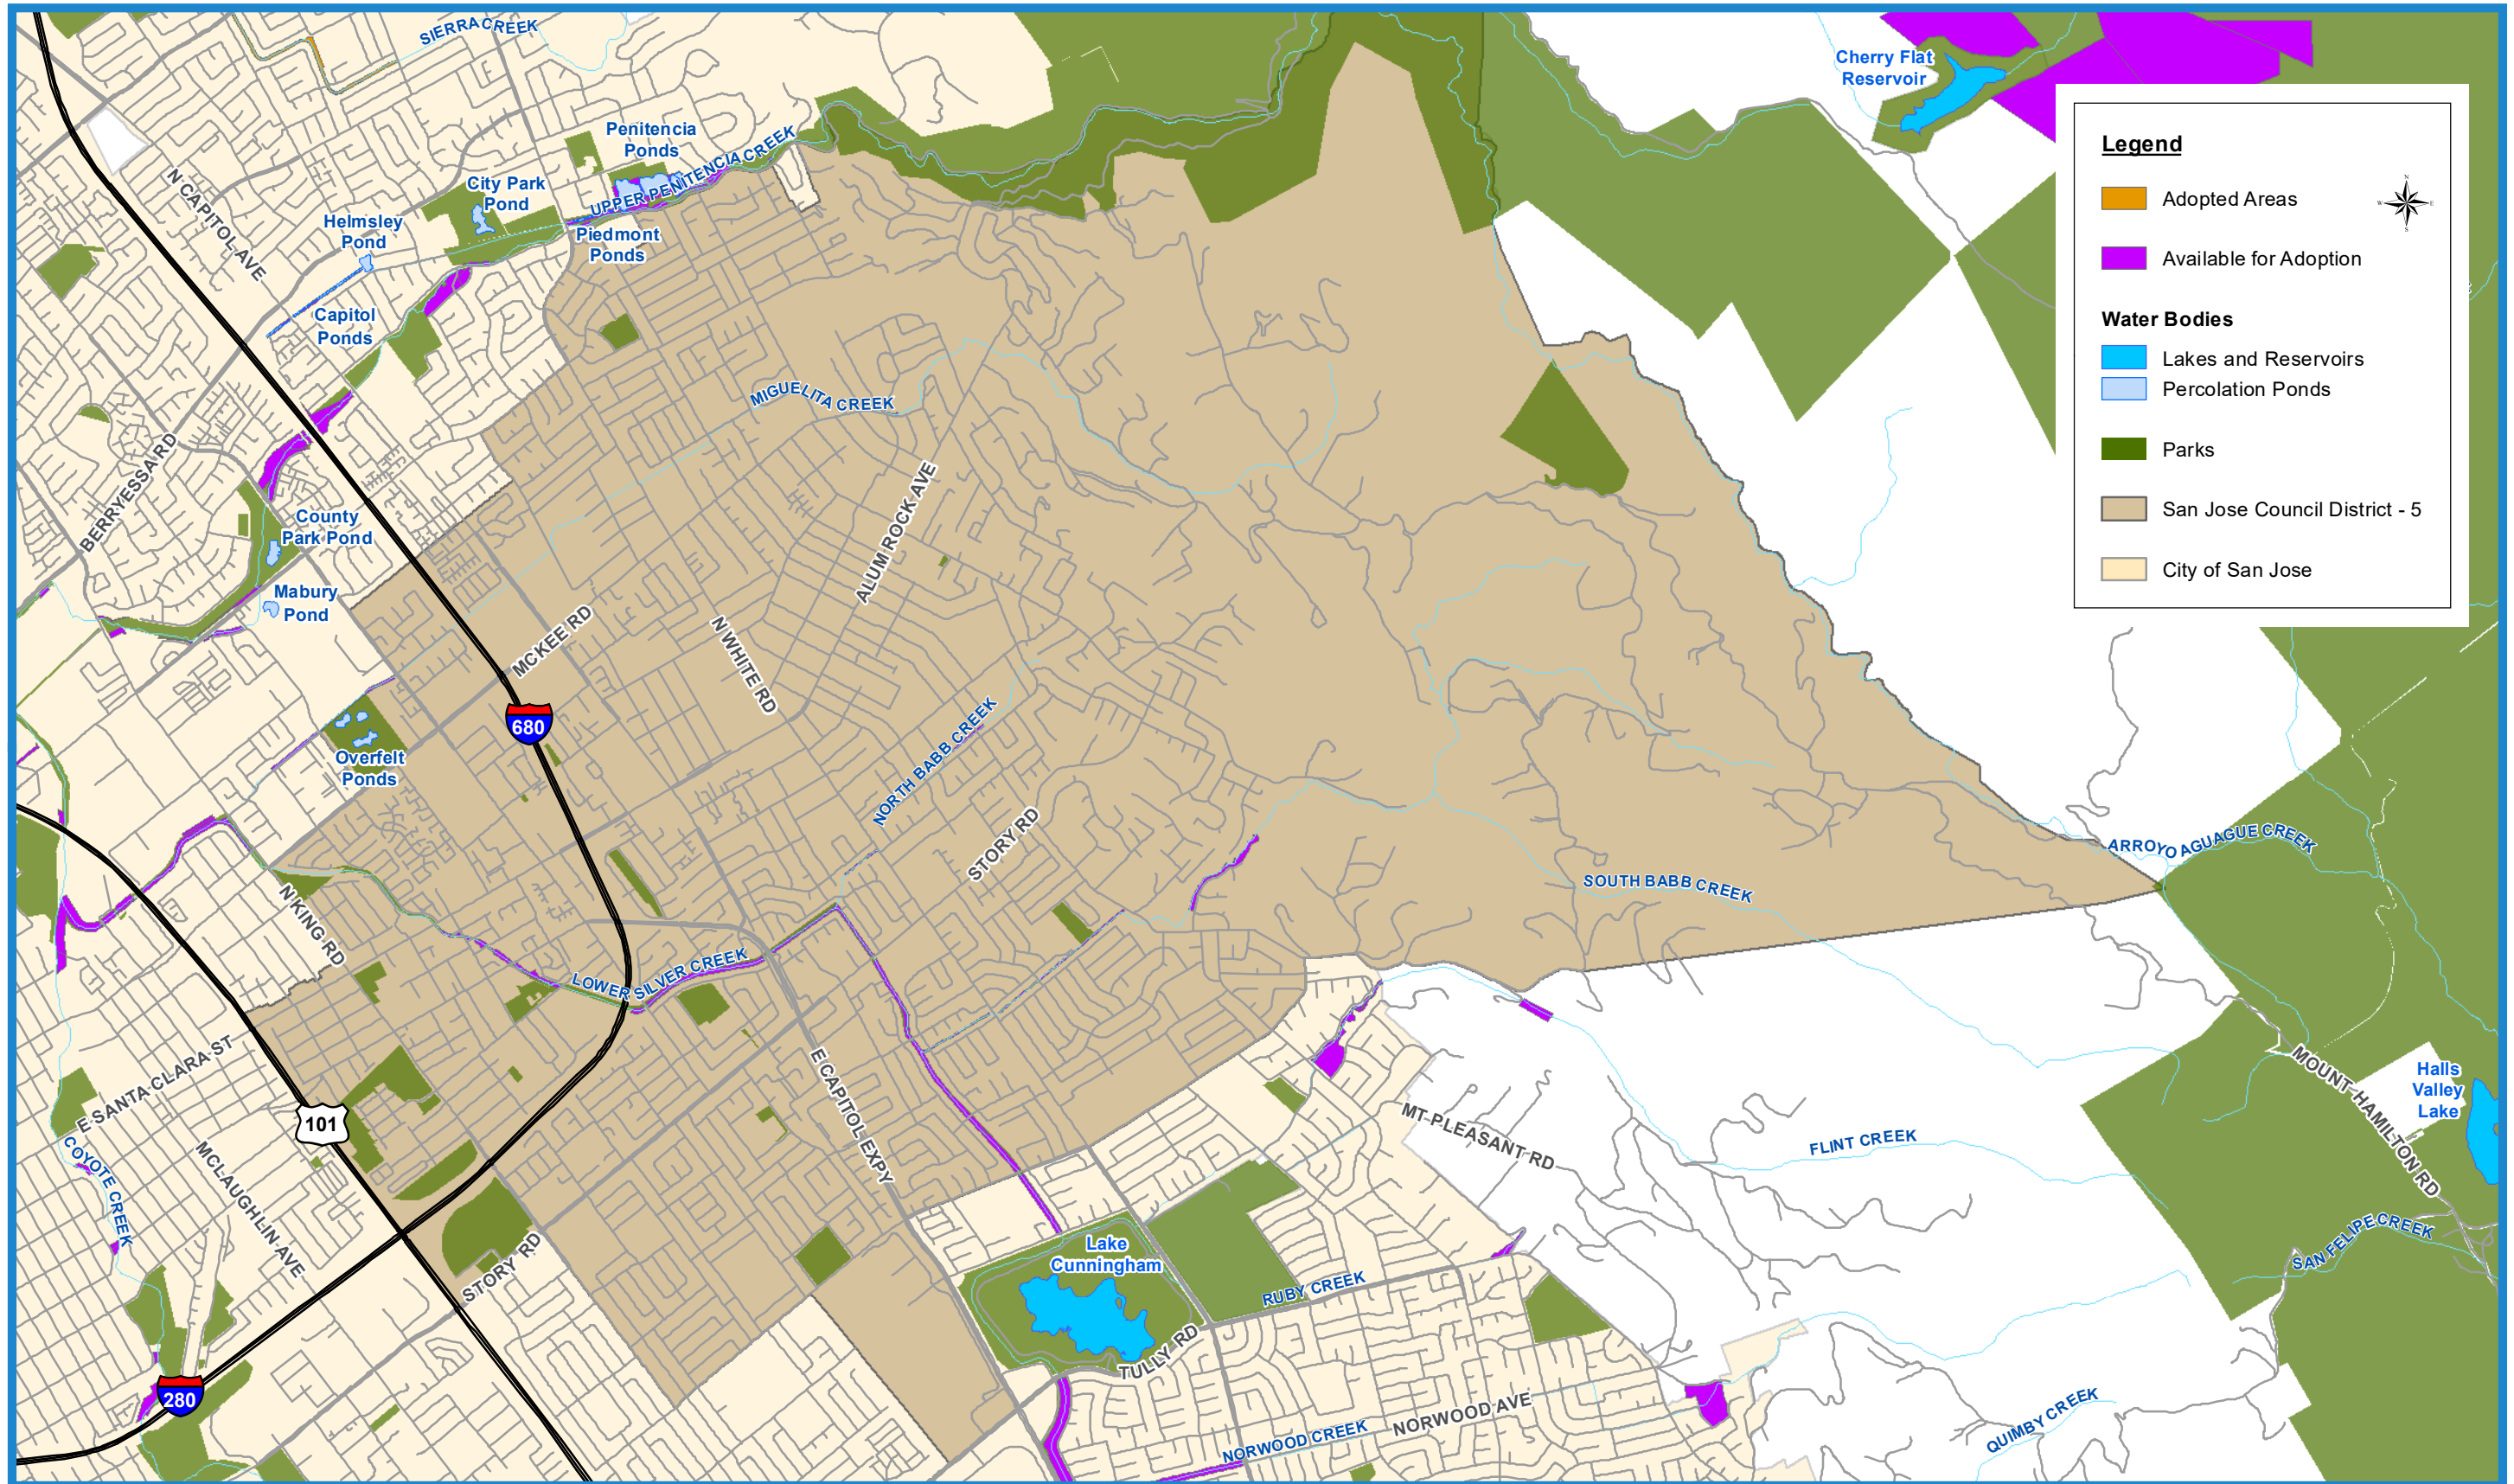 SIERRA CREEK
Cherry Flat
Reservoir
Penitencia
Ponds
UPPER PENITENCIA CREEK
City Park
Pond
N CAPITOL AVE
Helmsley
Pond
Piedmont
Ponds
Capitol
Ponds
MIGUELITA CREEK
BERRYESSA RD
ALUM ROCK AVE
County
Park Pond
Mabury
Pond
MCKEE RD
N WHITE RD
680
Overfelt
Ponds
NORTH BABB CREEK
STORY RD
ARROYO AGUAGUE CREEK
SOUTH BABB CREEK
N KING RD
LOWER SILVER CREEK
E SANTA CLARA ST
101
E CAPITOL EXPY
MOUNT HAMILTON RD
Halls
Valley
Lake
MT PLEASANT RD
FLINT CREEK
COYOTE CREEK
MCLAUGHLIN AVE
STORY RD
Lake
Cunningham
RUBY CREEK
SAN FELIPE CREEK
TULLY RD
280
NORWOOD AVE
NORWOOD CREEK
QUIMBY CREEK
Legend
N
W
E
S
Adopted Areas
Available for Adoption
Water Bodies
Lakes and Reservoirs
Percolation Ponds
Parks
San Jose Council District - 5
City of San Jose